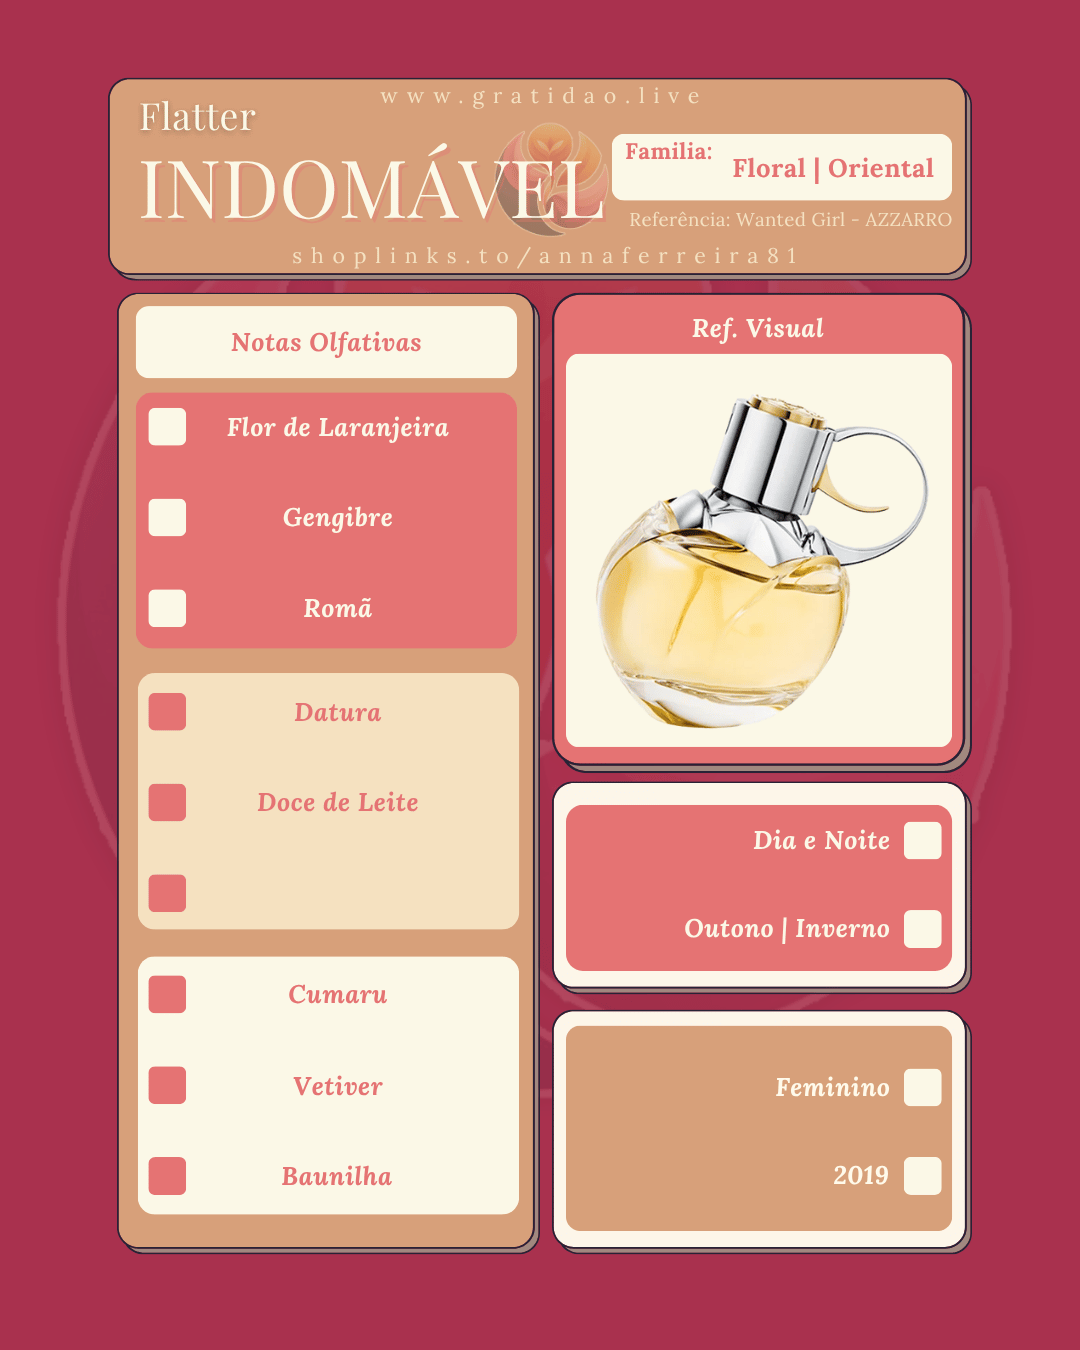 www.gratidao.live
Flatter
INDOMÁVEL
Familia:
Floral | Oriental
Referência: Wanted Girl - AZZARRO
shoplinks.to/annaferreira81
Notas Olfativas
Flor de Laranjeira
Gengibre
Romã
Datura
Doce de Leite
Cumaru
Vetiver
Baunilha
Ref. Visual
Dia e Noite
Outono | Inverno
Feminino
2019